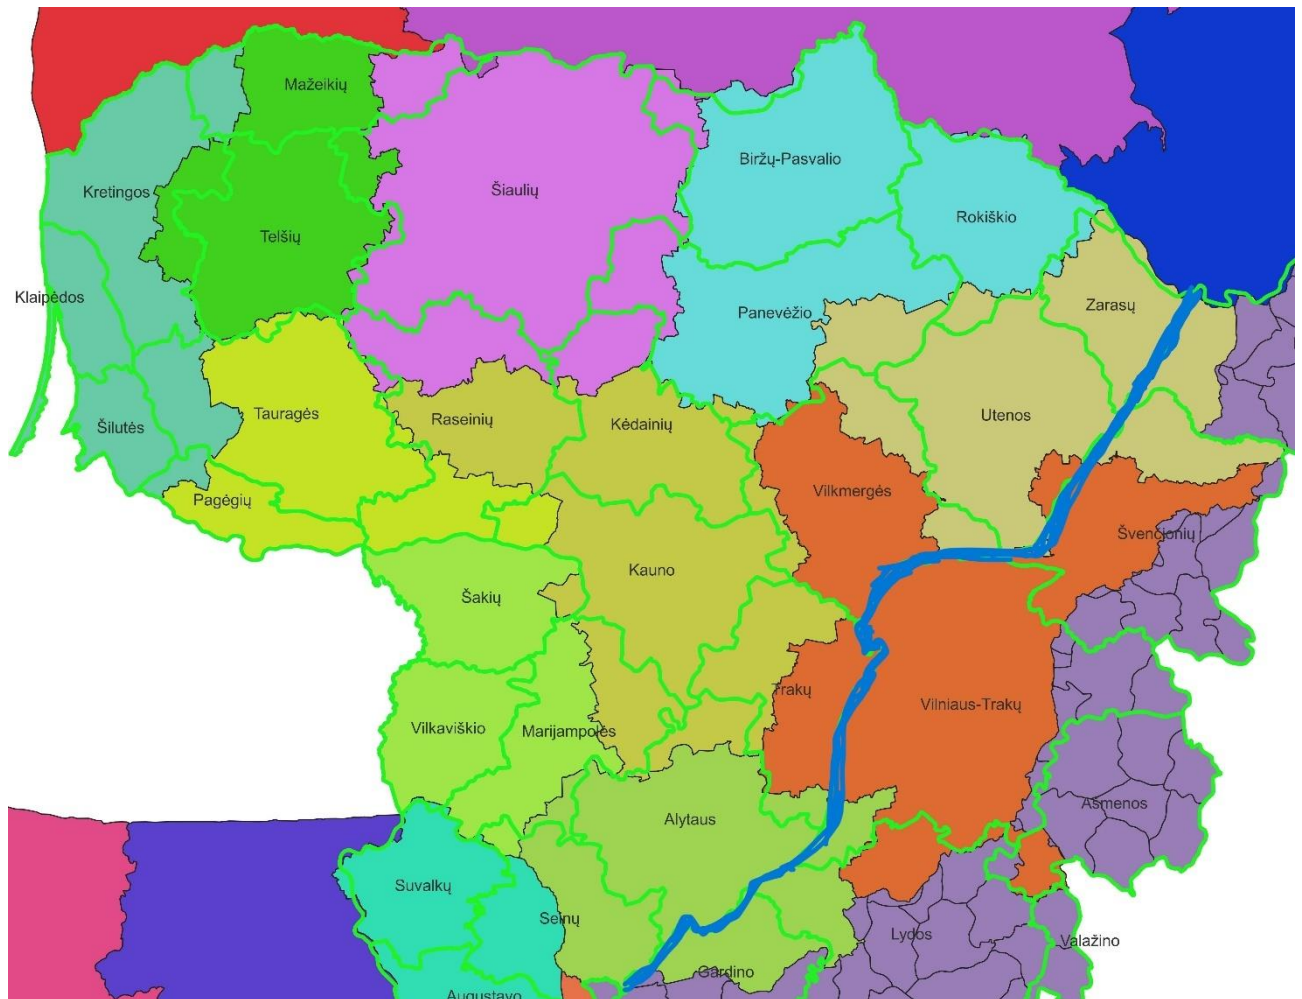 Mažeikių
Kretingos
Šiaulių
Biržų-Pasvalio
Rokiškio
Telšių
Klaipėdos
Panevėžio
Zarasų
Tauragės
Raseinių
Kėdainių
Utenos
Šilutės
Pagėgių
Vilkmergės
Švenčionių
Kauno
Šakių
Trakų
Vilniaus-Trakų
Vilkaviškio
Marijampolės
Alytaus
Ašmenos
Suvalkų
Seinų
Lydos
Valažino
Gardino
Augustavo